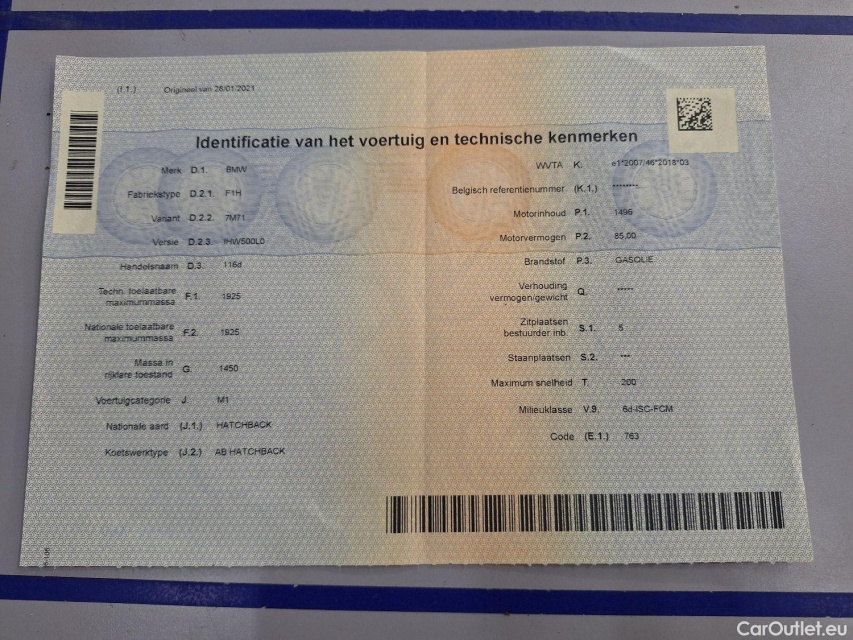 (I.1.) Origineel van 26/01/2021
Identificatie van het voertuig en technische kenmerken
Merk D.1. BMW
Fabriekstype D.2.1. F1H
Variant D.2.2. 7M71
Versie D.2.3. IHW500L0
Handelsnaam D.3. 116d
Techn. toelaatbare
maximummassa F.1. 1925
Nationale toelaatbare
maximummassa F.2. 1925
Massa in
rijklare toestand G. 1450
Voertuigcategorie J. M1
Nationale aard (J.1.) HATCHBACK
Koetswerktype (J.2.) AB HATCHBACK
WVTA K. e1*2007/46*2018*03
Belgisch referentienummer (K.1.) --------
Motorinhoud P.1. 1496
Motorvermogen P.2. 85,00
Brandstof P.3. GASOLIE
Verhouding
vermogen/gewicht Q. -----
Zitplaatsen
bestuurder inb. S.1. 5
Staanplaatsen S.2. ---
Maximum snelheid T. 200
Milieuklasse V.9. 6d-ISC-FCM
Code (E.1.) 763
CarOutlet.eu